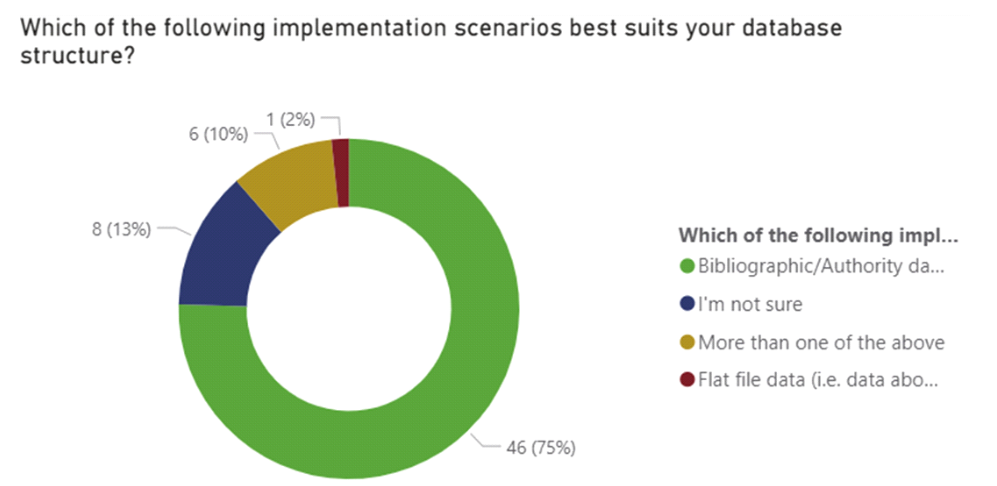 Which of the following implementation scenarios best suits your database
structure?
1 (2%)
6 (10%)
8 (13%)
46 (75%)
Which of the following impl...
Bibliographic/Authority da...
I'm not sure
More than one of the above
Flat file data (i.e. data abo...